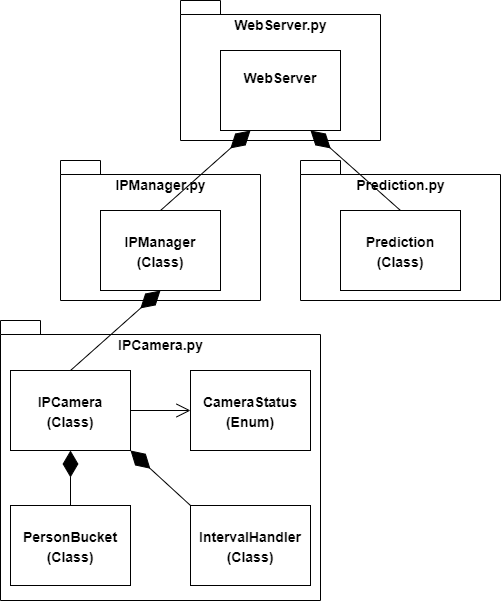 WebServer.py
WebServer
IPManager.py
IPManager
(Class)
Prediction.py
Prediction
(Class)
IPCamera.py
IPCamera
(Class)
CameraStatus
(Enum)
PersonBucket
(Class)
IntervalHandler
(Class)